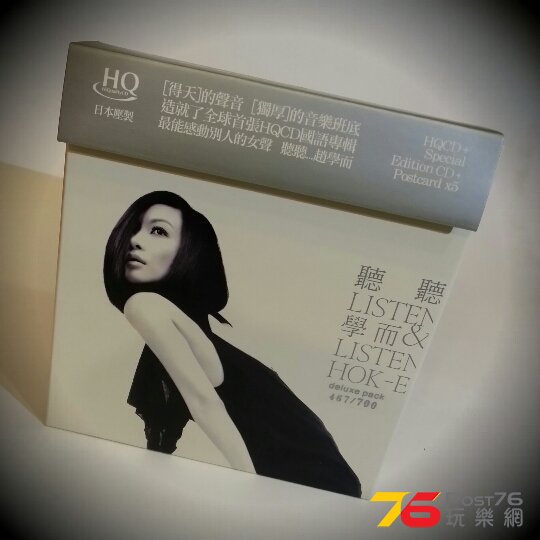 HQ
HiQualityCD
日本壓製
[得天]的聲音 [獨厚]的音樂班底
造就了全球首張HQCD國語專輯
最能感動別人的女聲 聽聽...趙學而
HQCD+
Special
Edition CD+
Postcard x5
聽 聽
LISTEN
學而&
LISTEN
HOK-E
deluxe pack
467/700
76 Post76
玩樂網